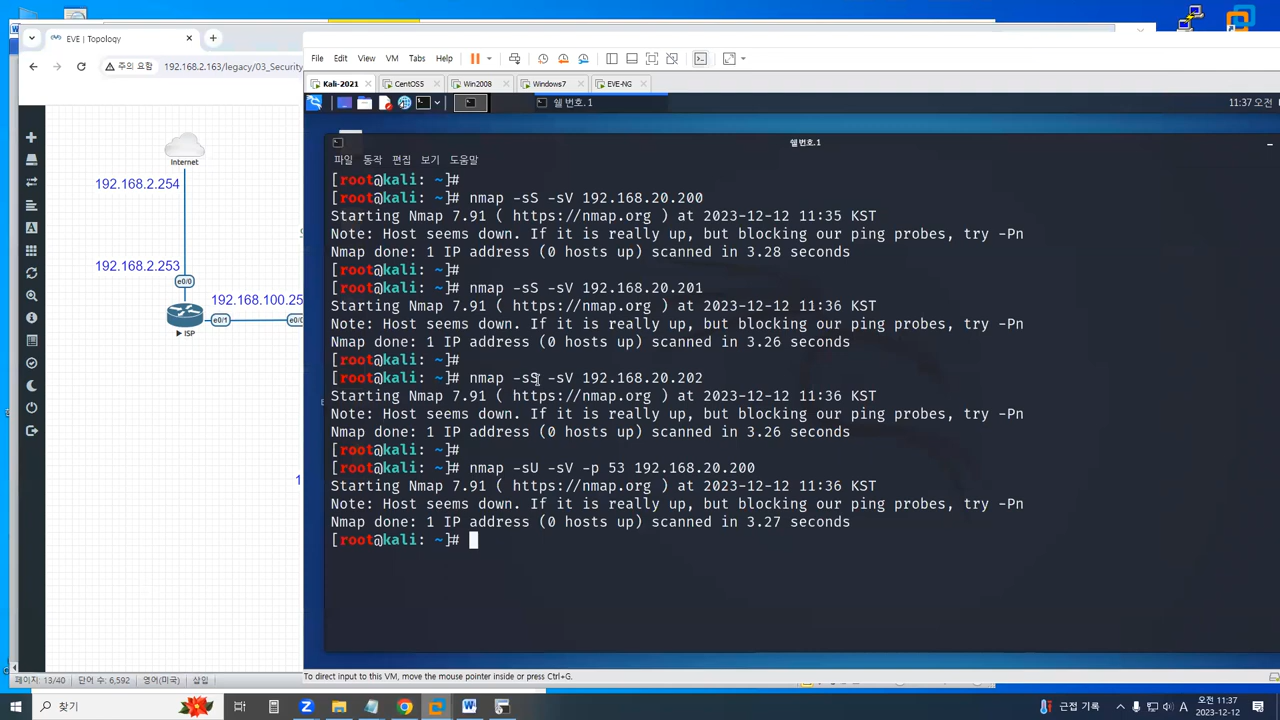 EVE | Topology
주의 요함
192.168.2.163/legacy/03_Security
File Edit View VM Tabs Help
Kali-2021 CentOS5 Win2008 Windows7 EVE-NG
쉘 번호. 1
11:37 오전
쉘번호.1
파일 동작 편집 보기 도움말
[root@kali: ~]#
[root@kali: ~]# nmap -sS -sV 192.168.20.200
Starting Nmap 7.91 ( https://nmap.org ) at 2023-12-12 11:35 KST
Note: Host seems down. If it is really up, but blocking our ping probes, try -Pn
Nmap done: 1 IP address (0 hosts up) scanned in 3.28 seconds
[root@kali: ~]#
[root@kali: ~]# nmap -sS -sV 192.168.20.201
Starting Nmap 7.91 ( https://nmap.org ) at 2023-12-12 11:36 KST
Note: Host seems down. If it is really up, but blocking our ping probes, try -Pn
Nmap done: 1 IP address (0 hosts up) scanned in 3.26 seconds
[root@kali: ~]#
[root@kali: ~]# nmap -sS -sV 192.168.20.202
Starting Nmap 7.91 ( https://nmap.org ) at 2023-12-12 11:36 KST
Note: Host seems down. If it is really up, but blocking our ping probes, try -Pn
Nmap done: 1 IP address (0 hosts up) scanned in 3.26 seconds
[root@kali: ~]#
[root@kali: ~]# nmap -sU -sV -p 53 192.168.20.200
Starting Nmap 7.91 ( https://nmap.org ) at 2023-12-12 11:36 KST
Note: Host seems down. If it is really up, but blocking our ping probes, try -Pn
Nmap done: 1 IP address (0 hosts up) scanned in 3.27 seconds
[root@kali: ~]#
Internet
192.168.2.254
192.168.2.253
e0/0
192.168.100.25
e0/1
e0/0
ISP
1
To direct input to this VM, move the mouse pointer inside or press Ctrl+G.
페이지: 13/40 단어 수: 6,592 영어(미국) 삽입
찾기
근접 기록
A
오전 11:37
2023-12-12